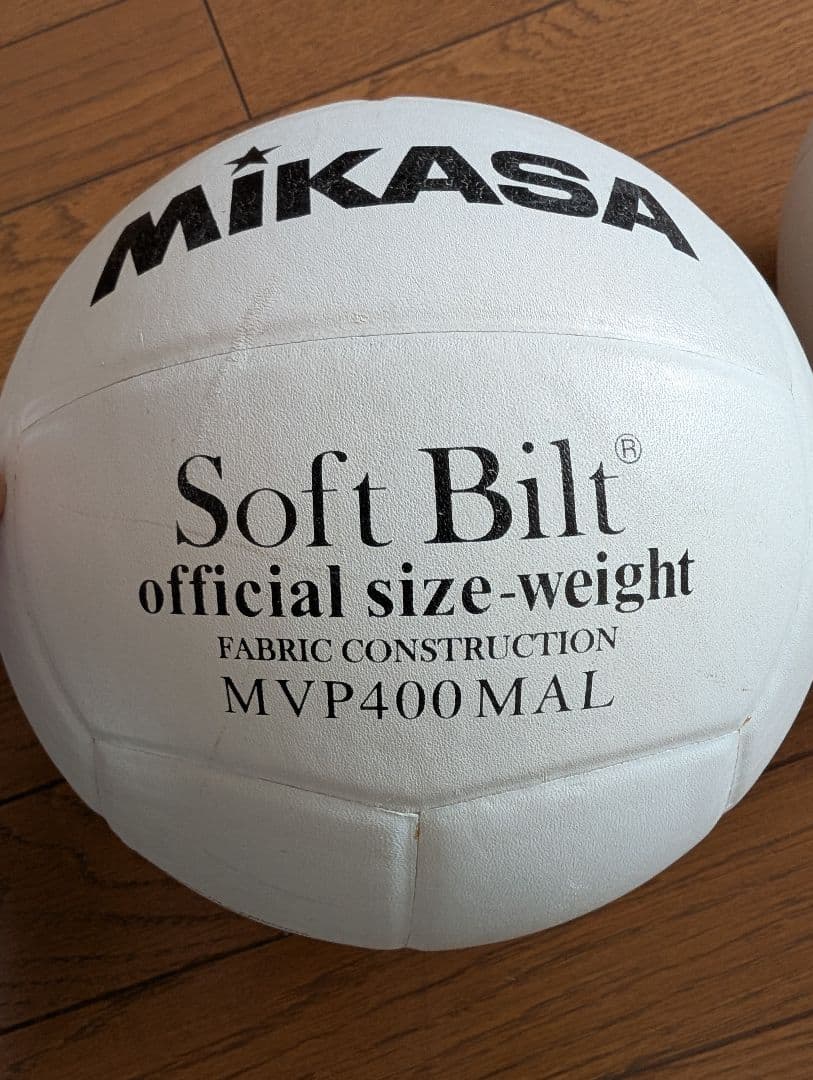 MIKASA
Soft Bilt®
official size-weight
FABRIC CONSTRUCTION
MVP400MAL